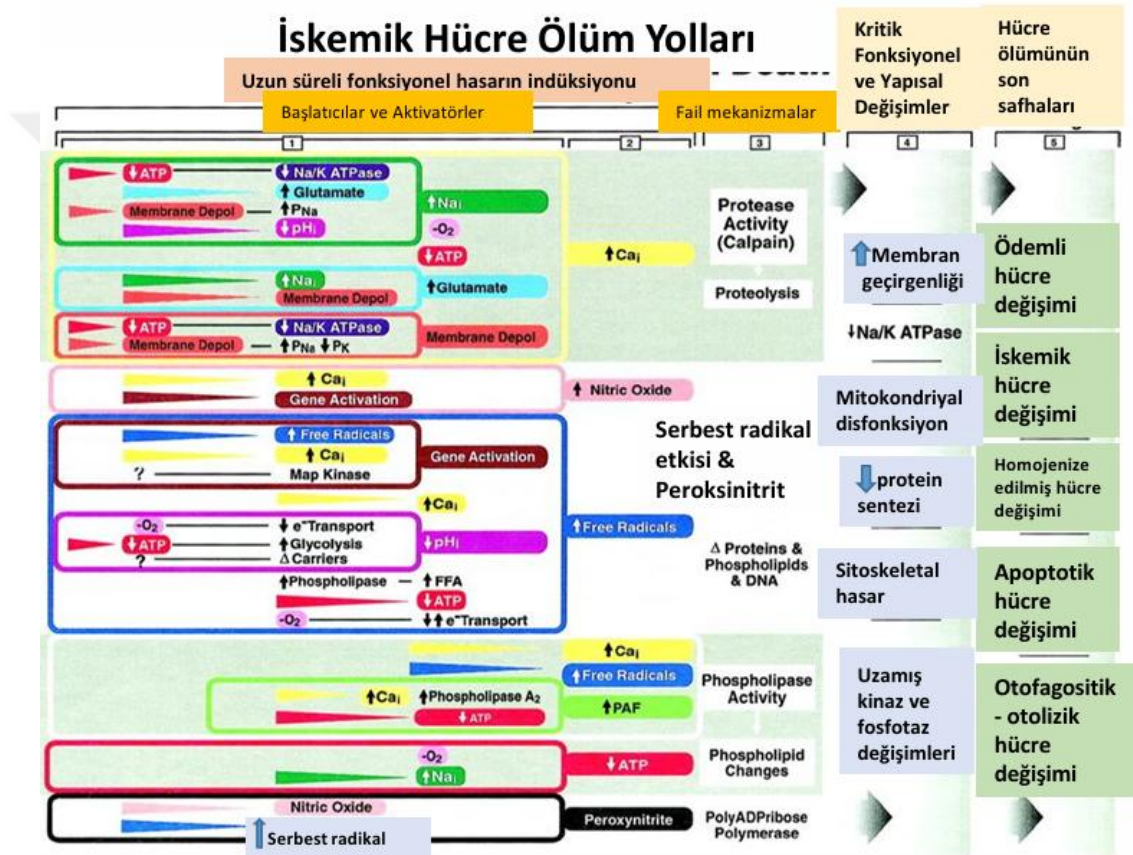 İskemik Hücre Ölüm Yolları
Uzun süreli fonksiyonel hasarın indüksiyonu
Başlatıcılar ve Aktivatörler
Fail mekanizmalar
Kritik
Fonksiyonel
ve Yapısal
Değişimler
Hücre
ölümünün
son
safhaları
1
2
3
4
5
↓ATP
↓Na/K ATPase
↑Glutamate
Membrane Depol
↑PNa
↓pHi
↑Nai
-O2
↓ATP
↑Nai
Membrane Depol
↑Glutamate
↓ATP
↓Na/K ATPase
Membrane Depol
↑PNa ↓PK
Membrane Depol
↑Cai
Protease
Activity
(Calpain)
Proteolysis
↑Cai
Gene Activation
↑ Nitric Oxide
↑Free Radicals
↑Cai
? Map Kinase
Gene Activation
↑Cai
-O2
↓e-Transport
↓ATP
↑Glycolysis
? Δ Carriers
↓pHi
↑Phospholipase – ↑FFA
↓ATP
-O2
↓↑e-Transport
↑Free Radicals
Serbest radikal
etkisi &
Peroksinitrit
Δ Proteins &
Phospholipids
& DNA
↑Cai
↑Free Radicals
↑Cai
↑Phospholipase A2
↓ATP
↑PAF
Phospholipase
Activity
-O2
↑Nai
↓ATP
Phospholipid
Changes
Nitric Oxide
↑Serbest radikal
Peroxynitrite
PolyADPribose
Polymerase
↑Membran
geçirgenliği
↓Na/K ATPase
Mitokondriyal
disfonksiyon
↓protein
sentezi
Sitoskeletal
hasar
Uzamış
kinaz ve
fosfotaz
değişimleri
Ödemli
hücre
değişimi
İskemik
hücre
değişimi
Homojenize
edilmiş hücre
değişimi
Apoptotik
hücre
değişimi
Otofagositik
- otolizik
hücre
değişimi